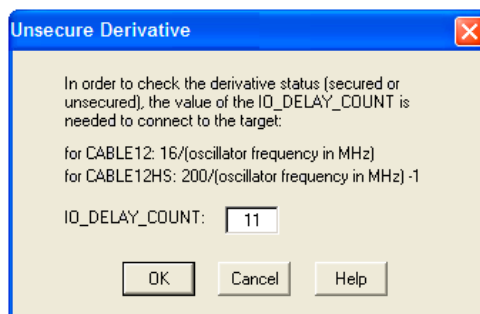 Unsecure Derivative
In order to check the derivative status (secured or
unsecured), the value of the IO_DELAY_COUNT is
needed to connect to the target:
for CABLE12: 16/(oscillator frequency in MHz)
for CABLE12HS: 200/(oscillator frequency in MHz) -1
IO_DELAY_COUNT: 11
OK Cancel Help